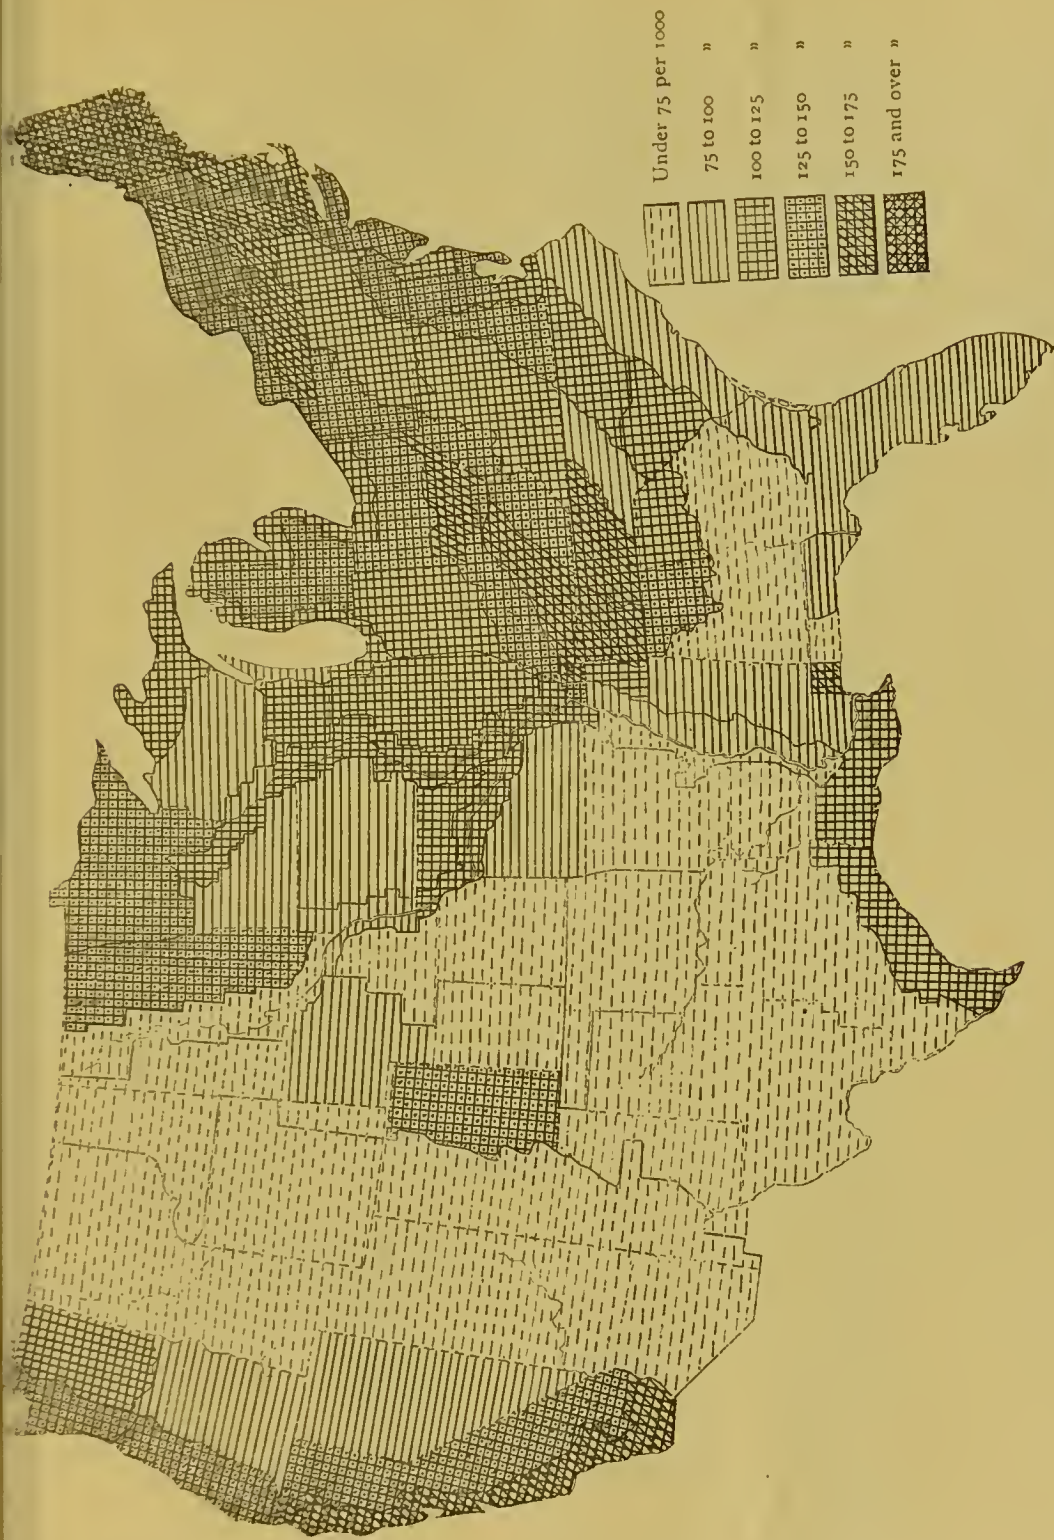 Under 75 per 1000
75 to 100 "
100 to 125 "
125 to 150 "
150 to 175 "
175 and over "